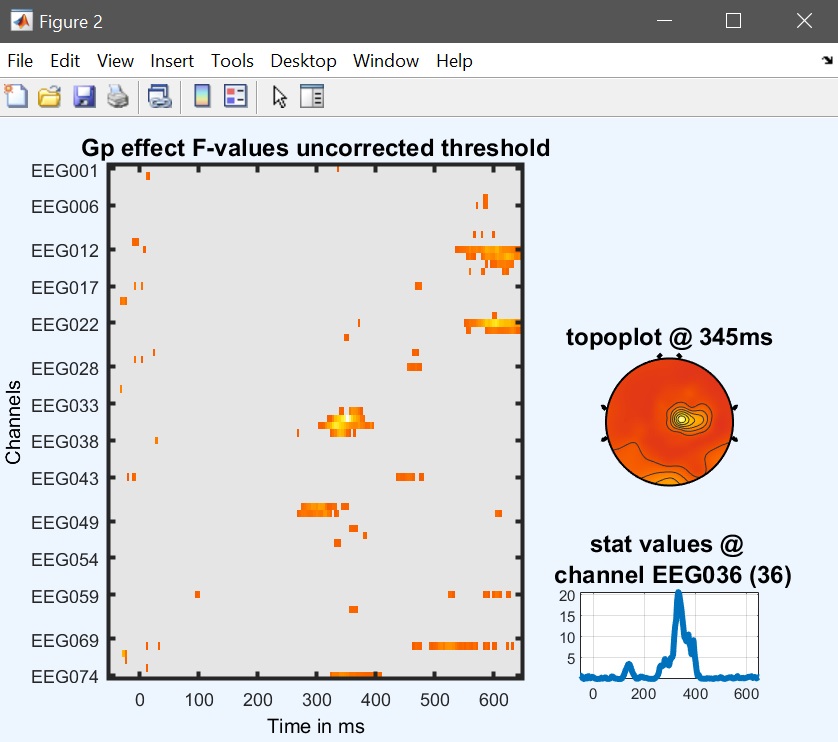 Figure 2
File Edit View Insert Tools Desktop Window Help
Gp effect F-values uncorrected threshold
EEG001
EEG006
EEG012
EEG017
EEG022
EEG028
EEG033
EEG038
EEG043
EEG049
EEG054
EEG059
EEG069
EEG074
Channels
0 100 200 300 400 500 600
Time in ms
topoplot @ 345ms
stat values @
channel EEG036 (36)
20
15
10
5
0 200 400 600